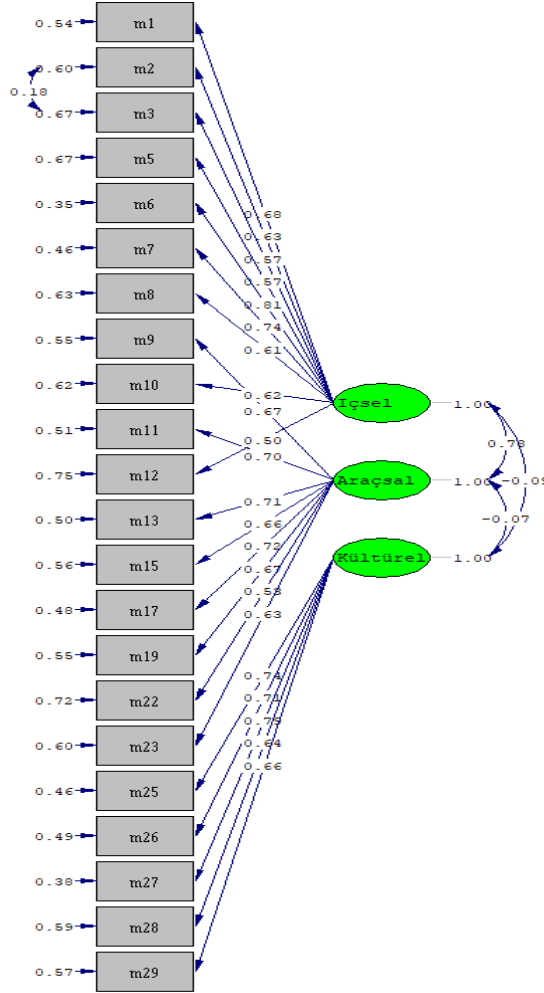 0.54 m1
0.60 m2
0.18
0.67 m3
0.67 m5
0.35 m6
0.68
0.63
0.46 m7
0.57
0.57
0.63 m8
0.81
0.74
0.55 m9
0.61
0.62 m10
0.62
0.67
Içsel 1.00
0.51 m11
0.50
0.78
0.70
0.75 m12
Araçsal 1.00 -0.09
0.71
0.50 m13
-0.07
0.66
0.72
0.56 m15
Kültürel 1.00
0.67
0.53
0.48 m17
0.63
0.55 m19
0.74
0.72 m22
0.71
0.79
0.60 m23
0.64
0.66
0.46 m25
0.49 m26
0.38 m27
0.59 m28
0.57 m29